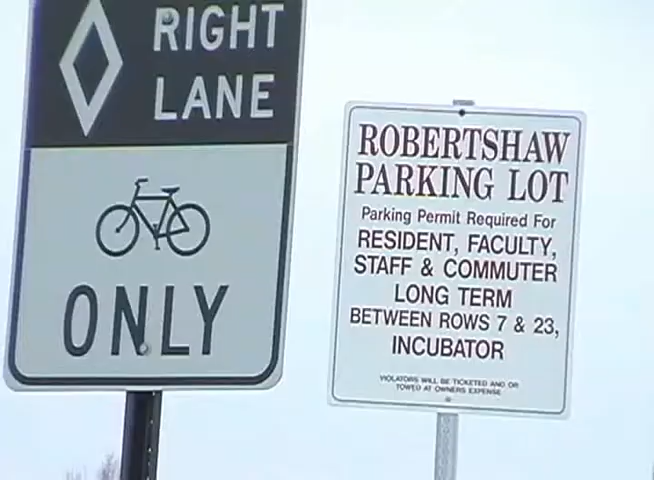 RIGHT
LANE
ONLY
ROBERTSHAW
PARKING LOT
Parking Permit Required For
RESIDENT, FACULTY,
STAFF & COMMUTER
LONG TERM
BETWEEN ROWS 7 & 23,
INCUBATOR
VIOLATORS WILL BE TICKETED AND OR
TOWED AT OWNERS EXPENSE